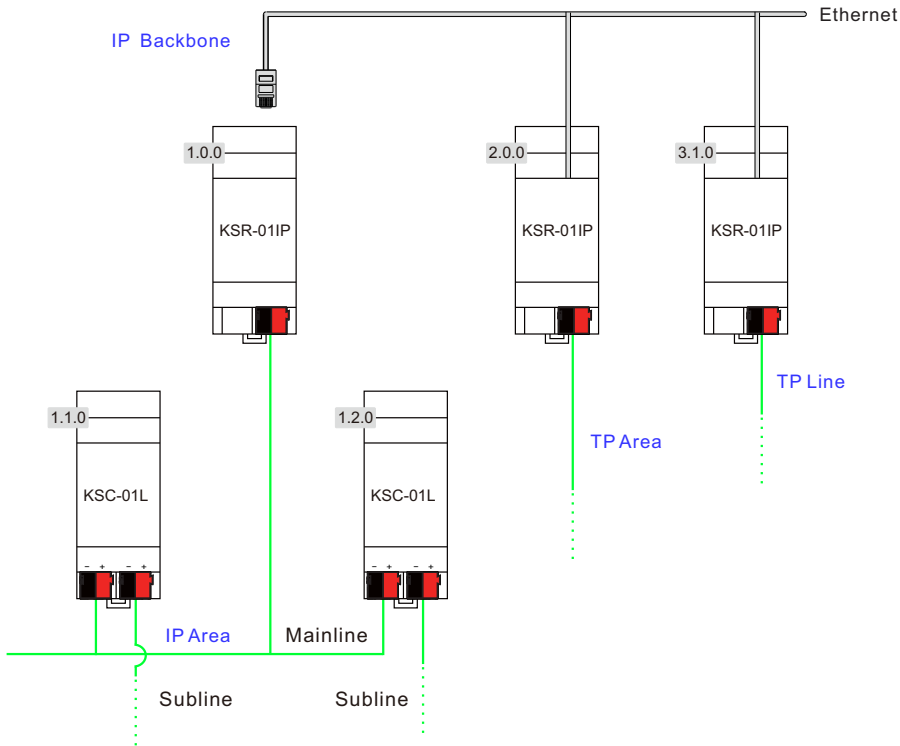 Ethernet
IP Backbone
1.0.0
2.0.0
3.1.0
KSR-01IP
KSR-01IP
KSR-01IP
TP Line
1.1.0
1.2.0
TP Area
KSC-01L
KSC-01L
- + - +
- + - +
IP Area
Mainline
Subline
Subline